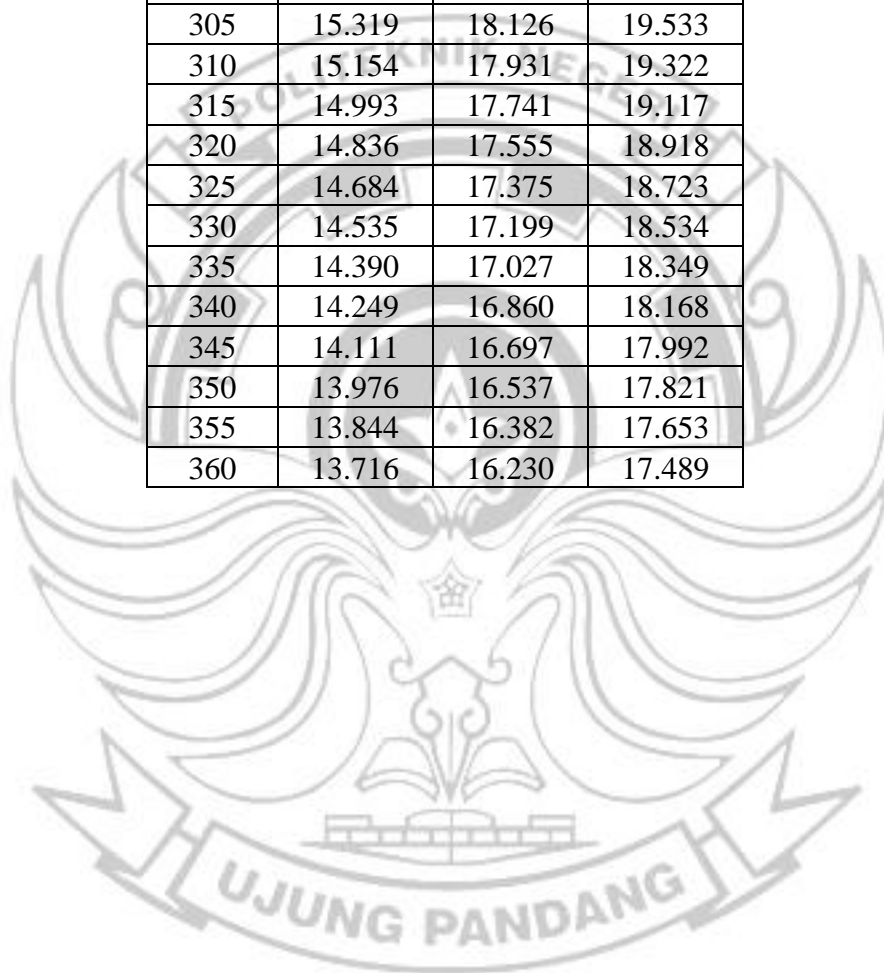 305 15.319 18.126 19.533
310 15.154 17.931 19.322
315 14.993 17.741 19.117
320 14.836 17.555 18.918
325 14.684 17.375 18.723
330 14.535 17.199 18.534
335 14.390 17.027 18.349
340 14.249 16.860 18.168
345 14.111 16.697 17.992
350 13.976 16.537 17.821
355 13.844 16.382 17.653
360 13.716 16.230 17.489
POLITEKNIK NEGERI
UJUNG PANDANG